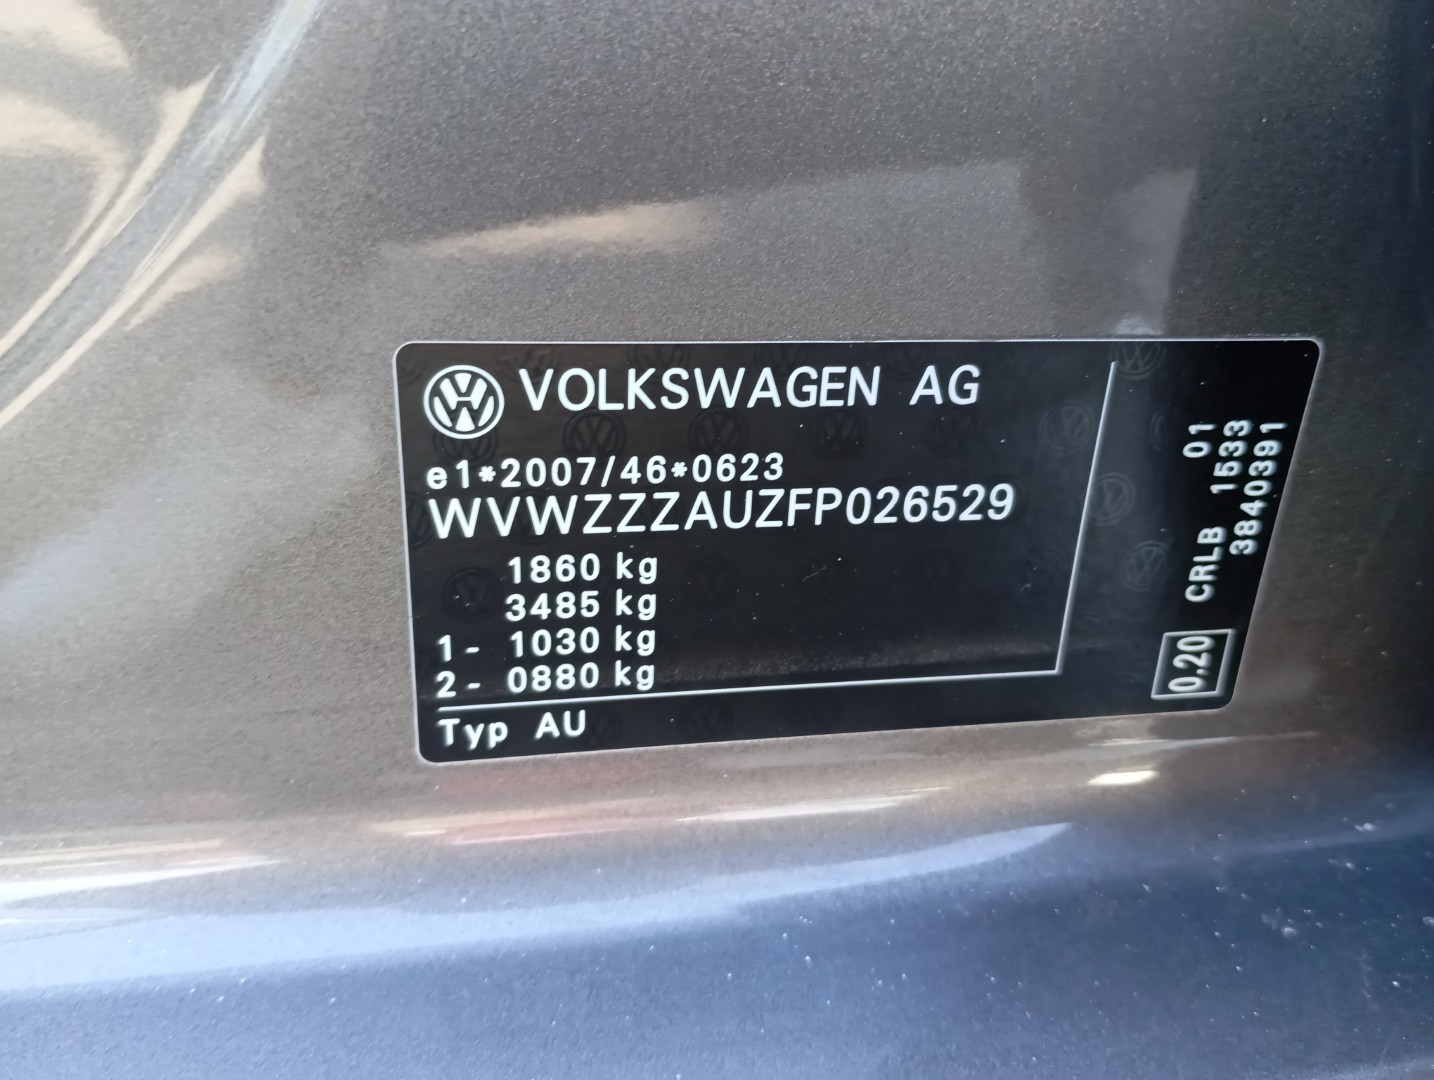 VOLKSWAGEN AG
e1*2007/46*0623
WVWZZZAUZFP026529
1860 kg
3485 kg
1- 1030 kg
2- 0880 kg
Typ AU
0.20
CRLB 01
1533
3840391